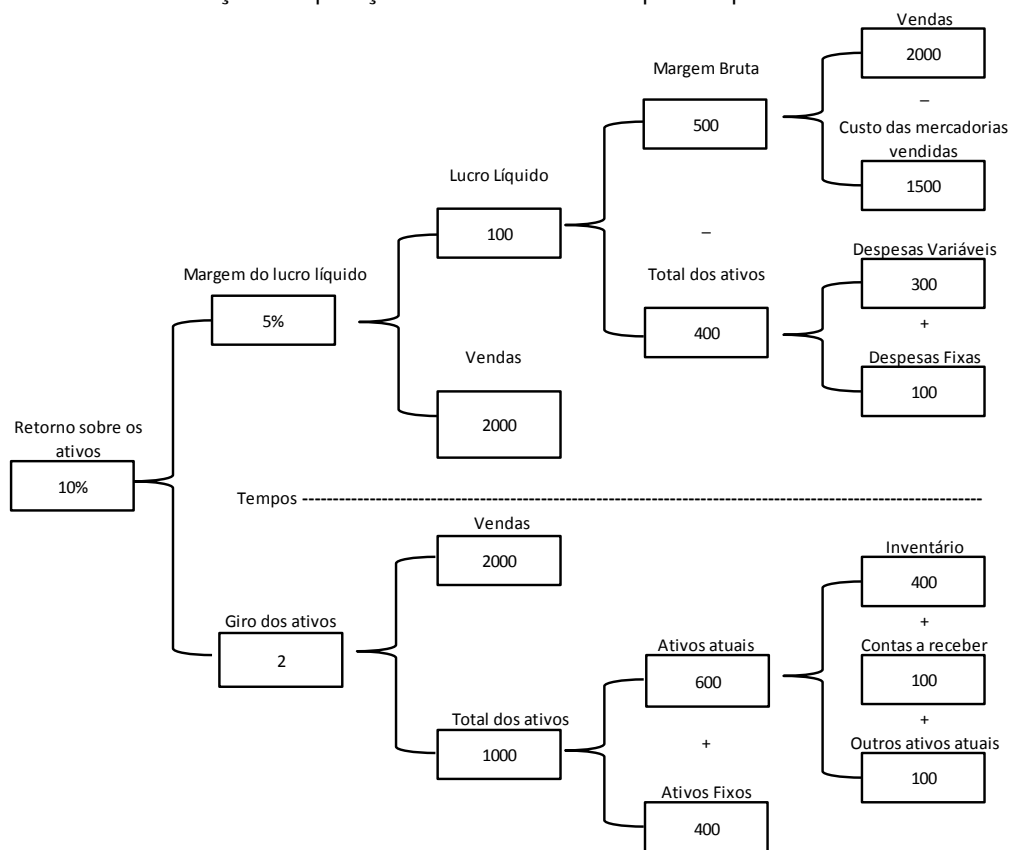 Vendas
2000
–
Margem Bruta
500
Custo das mercadorias
vendidas
1500
Lucro Líquido
100
–
Despesas Variáveis
300
+
Margem do lucro líquido
5%
Total dos ativos
400
Despesas Fixas
100
Vendas
2000
Retorno sobre os
ativos
10%
Tempos
Vendas
2000
Inventário
400
+
Giro dos ativos
2
Ativos atuais
600
Contas a receber
100
+
Total dos ativos
1000
+
Outros ativos atuais
100
Ativos Fixos
400